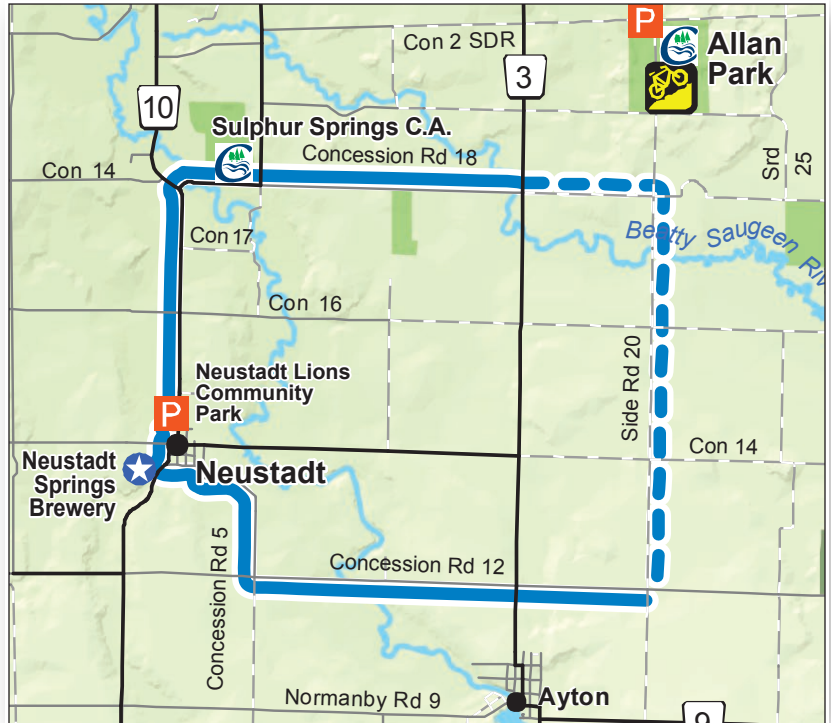 P
Con 2 SDR
Allan
Park
3
10
Sulphur Springs C.A.
Concession Rd 18
Con 14
Srd 25
Con 17
Beatty Saugeen Riv
Con 16
Neustadt Lions
Community
Park
P
Side Rd 20
Con 14
Neustadt
Springs
Brewery
Neustadt
Concession Rd 5
Concession Rd 12
Normanby Rd 9
Ayton
9